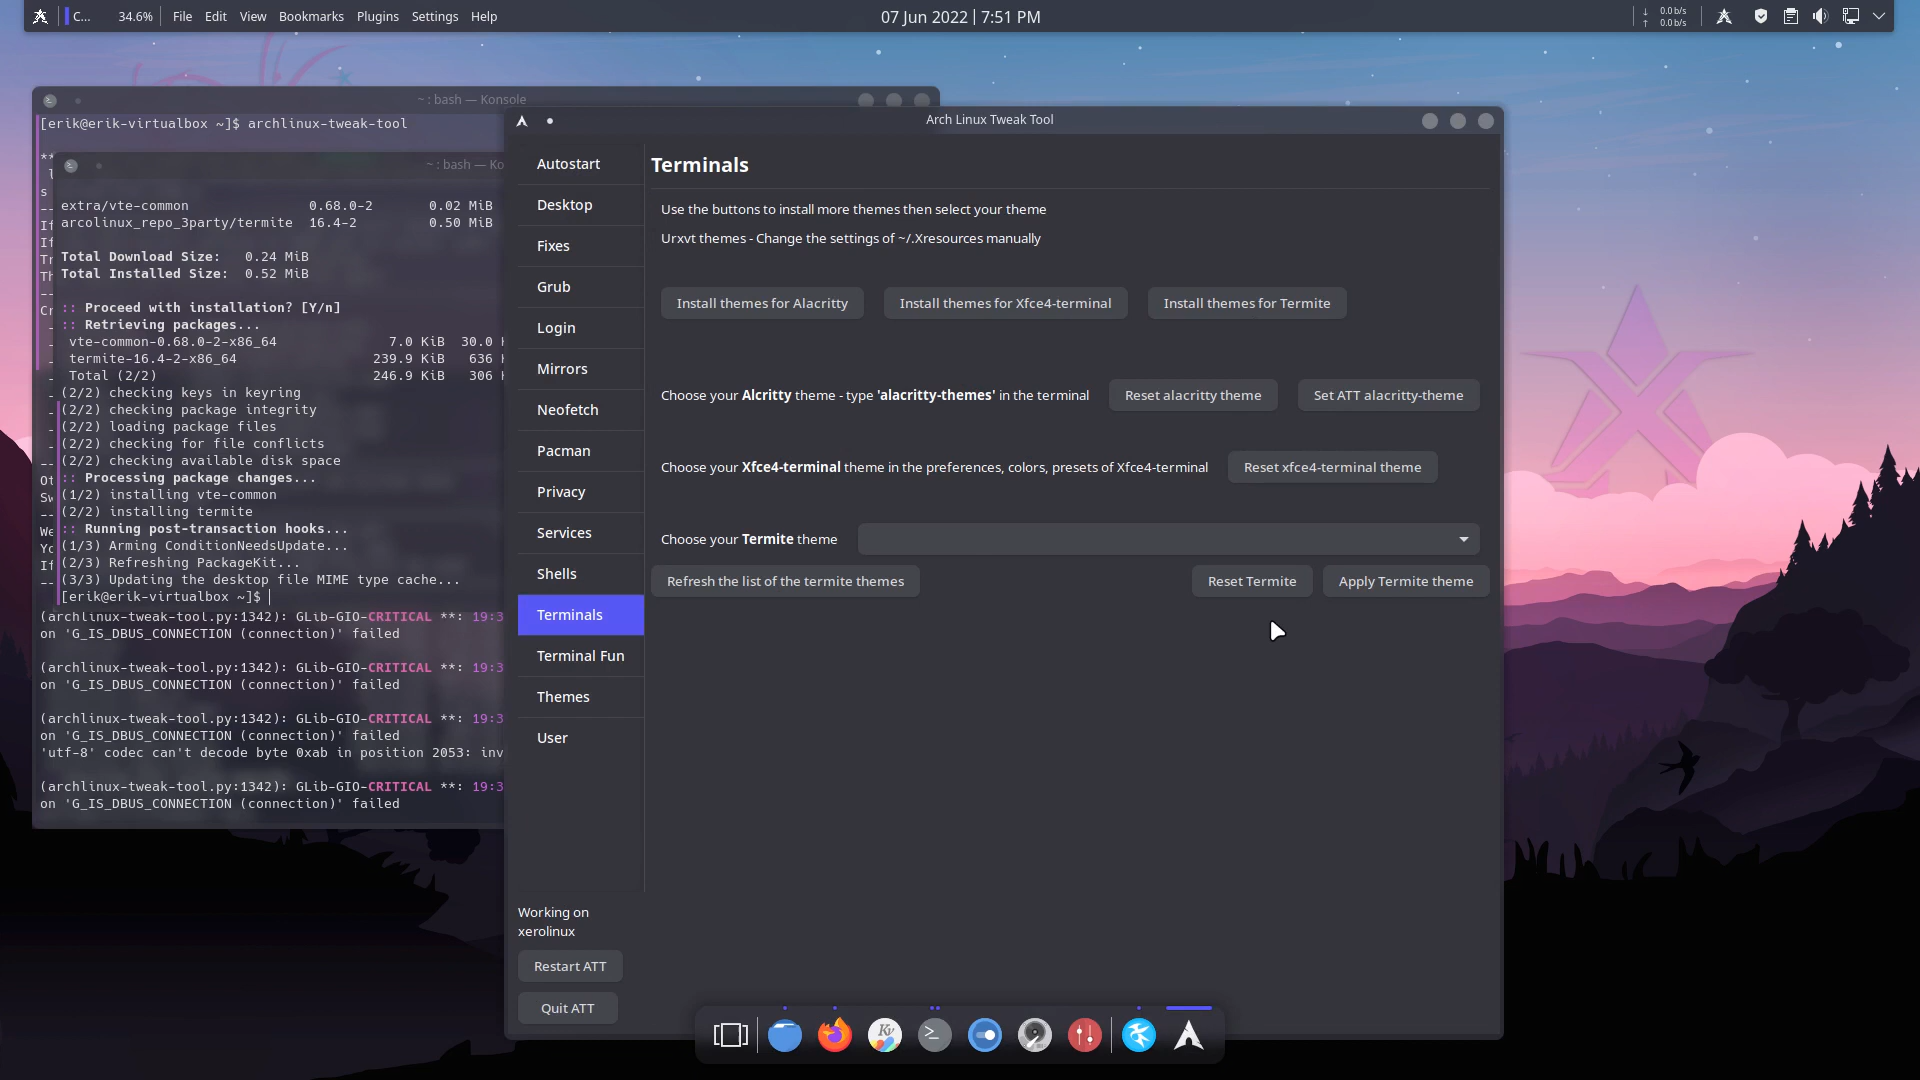 C... 34.6% File Edit View Bookmarks Plugins Settings Help 07 Jun 2022 | 7:51 PM ↓ 0.0 b/s
↑ 0.0 b/s
~ : bash — Konsole
[erik@erik-virtualbox ~]$ archlinux-tweak-tool
~ : bash — Ko
extra/vte-common 0.68.0-2 0.02 MiB
arcolinux_repo_3party/termite 16.4-2 0.50 MiB
Total Download Size: 0.24 MiB
Total Installed Size: 0.52 MiB
:: Proceed with installation? [Y/n]
:: Retrieving packages...
vte-common-0.68.0-2-x86_64 7.0 KiB 30.0
termite-16.4-2-x86_64 239.9 KiB 636
Total (2/2) 246.9 KiB 306
(2/2) checking keys in keyring
(2/2) checking package integrity
(2/2) loading package files
(2/2) checking for file conflicts
(2/2) checking available disk space
:: Processing package changes...
(1/2) installing vte-common
(2/2) installing termite
:: Running post-transaction hooks...
(1/3) Arming ConditionNeedsUpdate...
(2/3) Refreshing PackageKit...
(3/3) Updating the desktop file MIME type cache...
[erik@erik-virtualbox ~]$
(archlinux-tweak-tool.py:1342): GLib-GIO-CRITICAL **: 19:3
on 'G_IS_DBUS_CONNECTION (connection)' failed
(archlinux-tweak-tool.py:1342): GLib-GIO-CRITICAL **: 19:3
on 'G_IS_DBUS_CONNECTION (connection)' failed
(archlinux-tweak-tool.py:1342): GLib-GIO-CRITICAL **: 19:3
on 'G_IS_DBUS_CONNECTION (connection)' failed
'utf-8' codec can't decode byte 0xab in position 2053: inv
(archlinux-tweak-tool.py:1342): GLib-GIO-CRITICAL **: 19:3
on 'G_IS_DBUS_CONNECTION (connection)' failed
Arch Linux Tweak Tool
Autostart
Desktop
Fixes
Grub
Login
Mirrors
Neofetch
Pacman
Privacy
Services
Shells
Terminals
Terminal Fun
Themes
User
Working on
xerolinux
Restart ATT
Quit ATT
Terminals
Use the buttons to install more themes then select your theme
Urxvt themes - Change the settings of ~/.Xresources manually
Install themes for Alacritty Install themes for Xfce4-terminal Install themes for Termite
Choose your Alcritty theme - type 'alacritty-themes' in the terminal Reset alacritty theme Set ATT alacritty-theme
Choose your Xfce4-terminal theme in the preferences, colors, presets of Xfce4-terminal Reset xfce4-terminal theme
Choose your Termite theme
Refresh the list of the termite themes Reset Termite Apply Termite theme